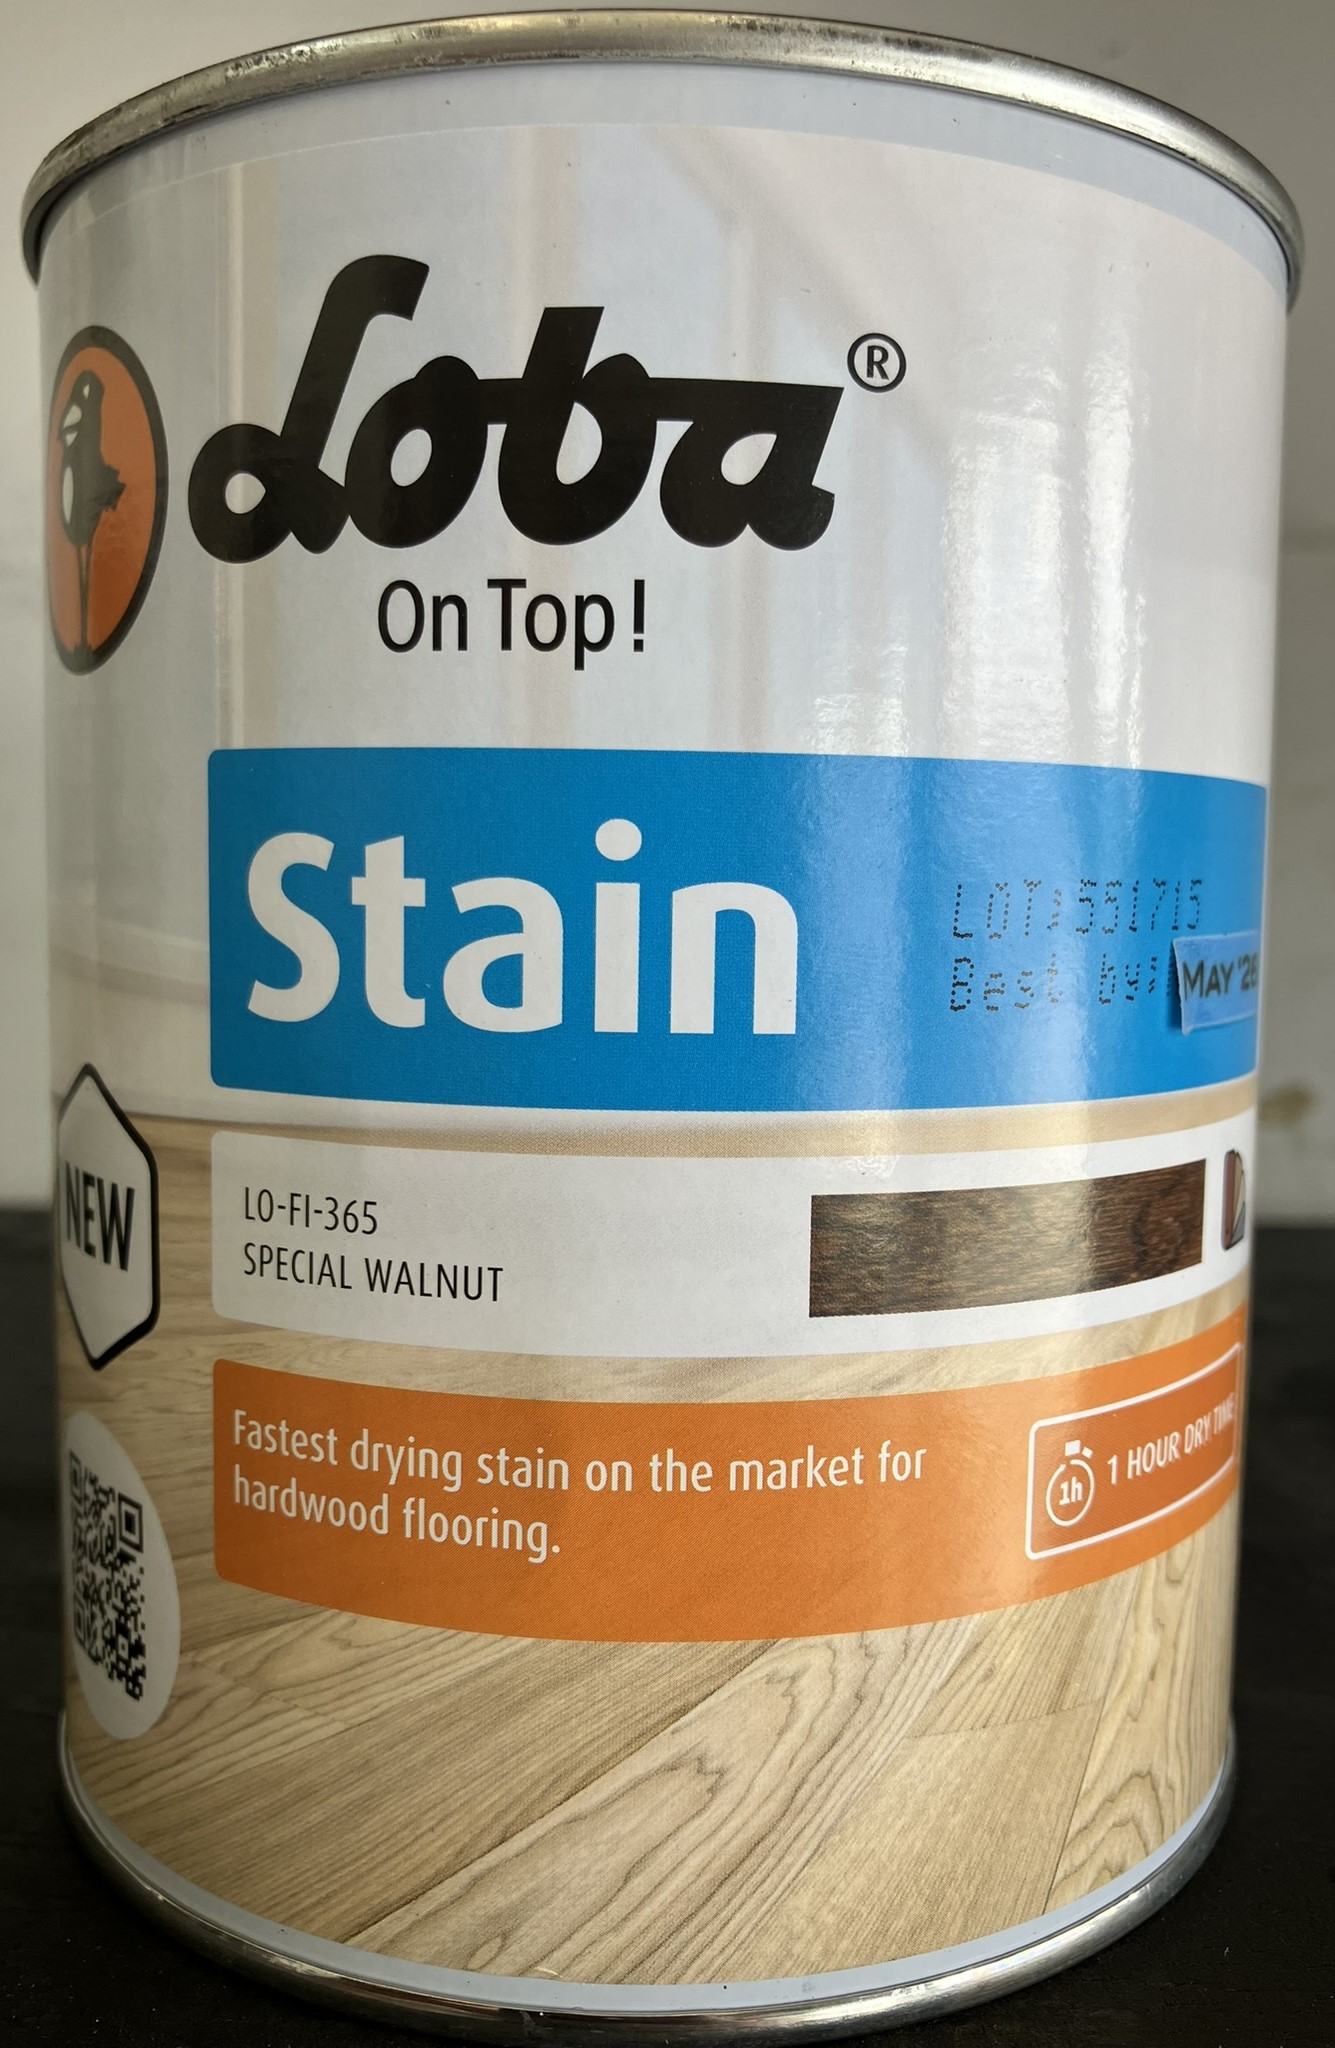 Loba®
On Top!
Stain
LOT:551715
Best by:
MAY '26
NEW
LO-FI-365
SPECIAL WALNUT
Fastest drying stain on the market for
hardwood flooring.
1h
1 HOUR DRY TIME